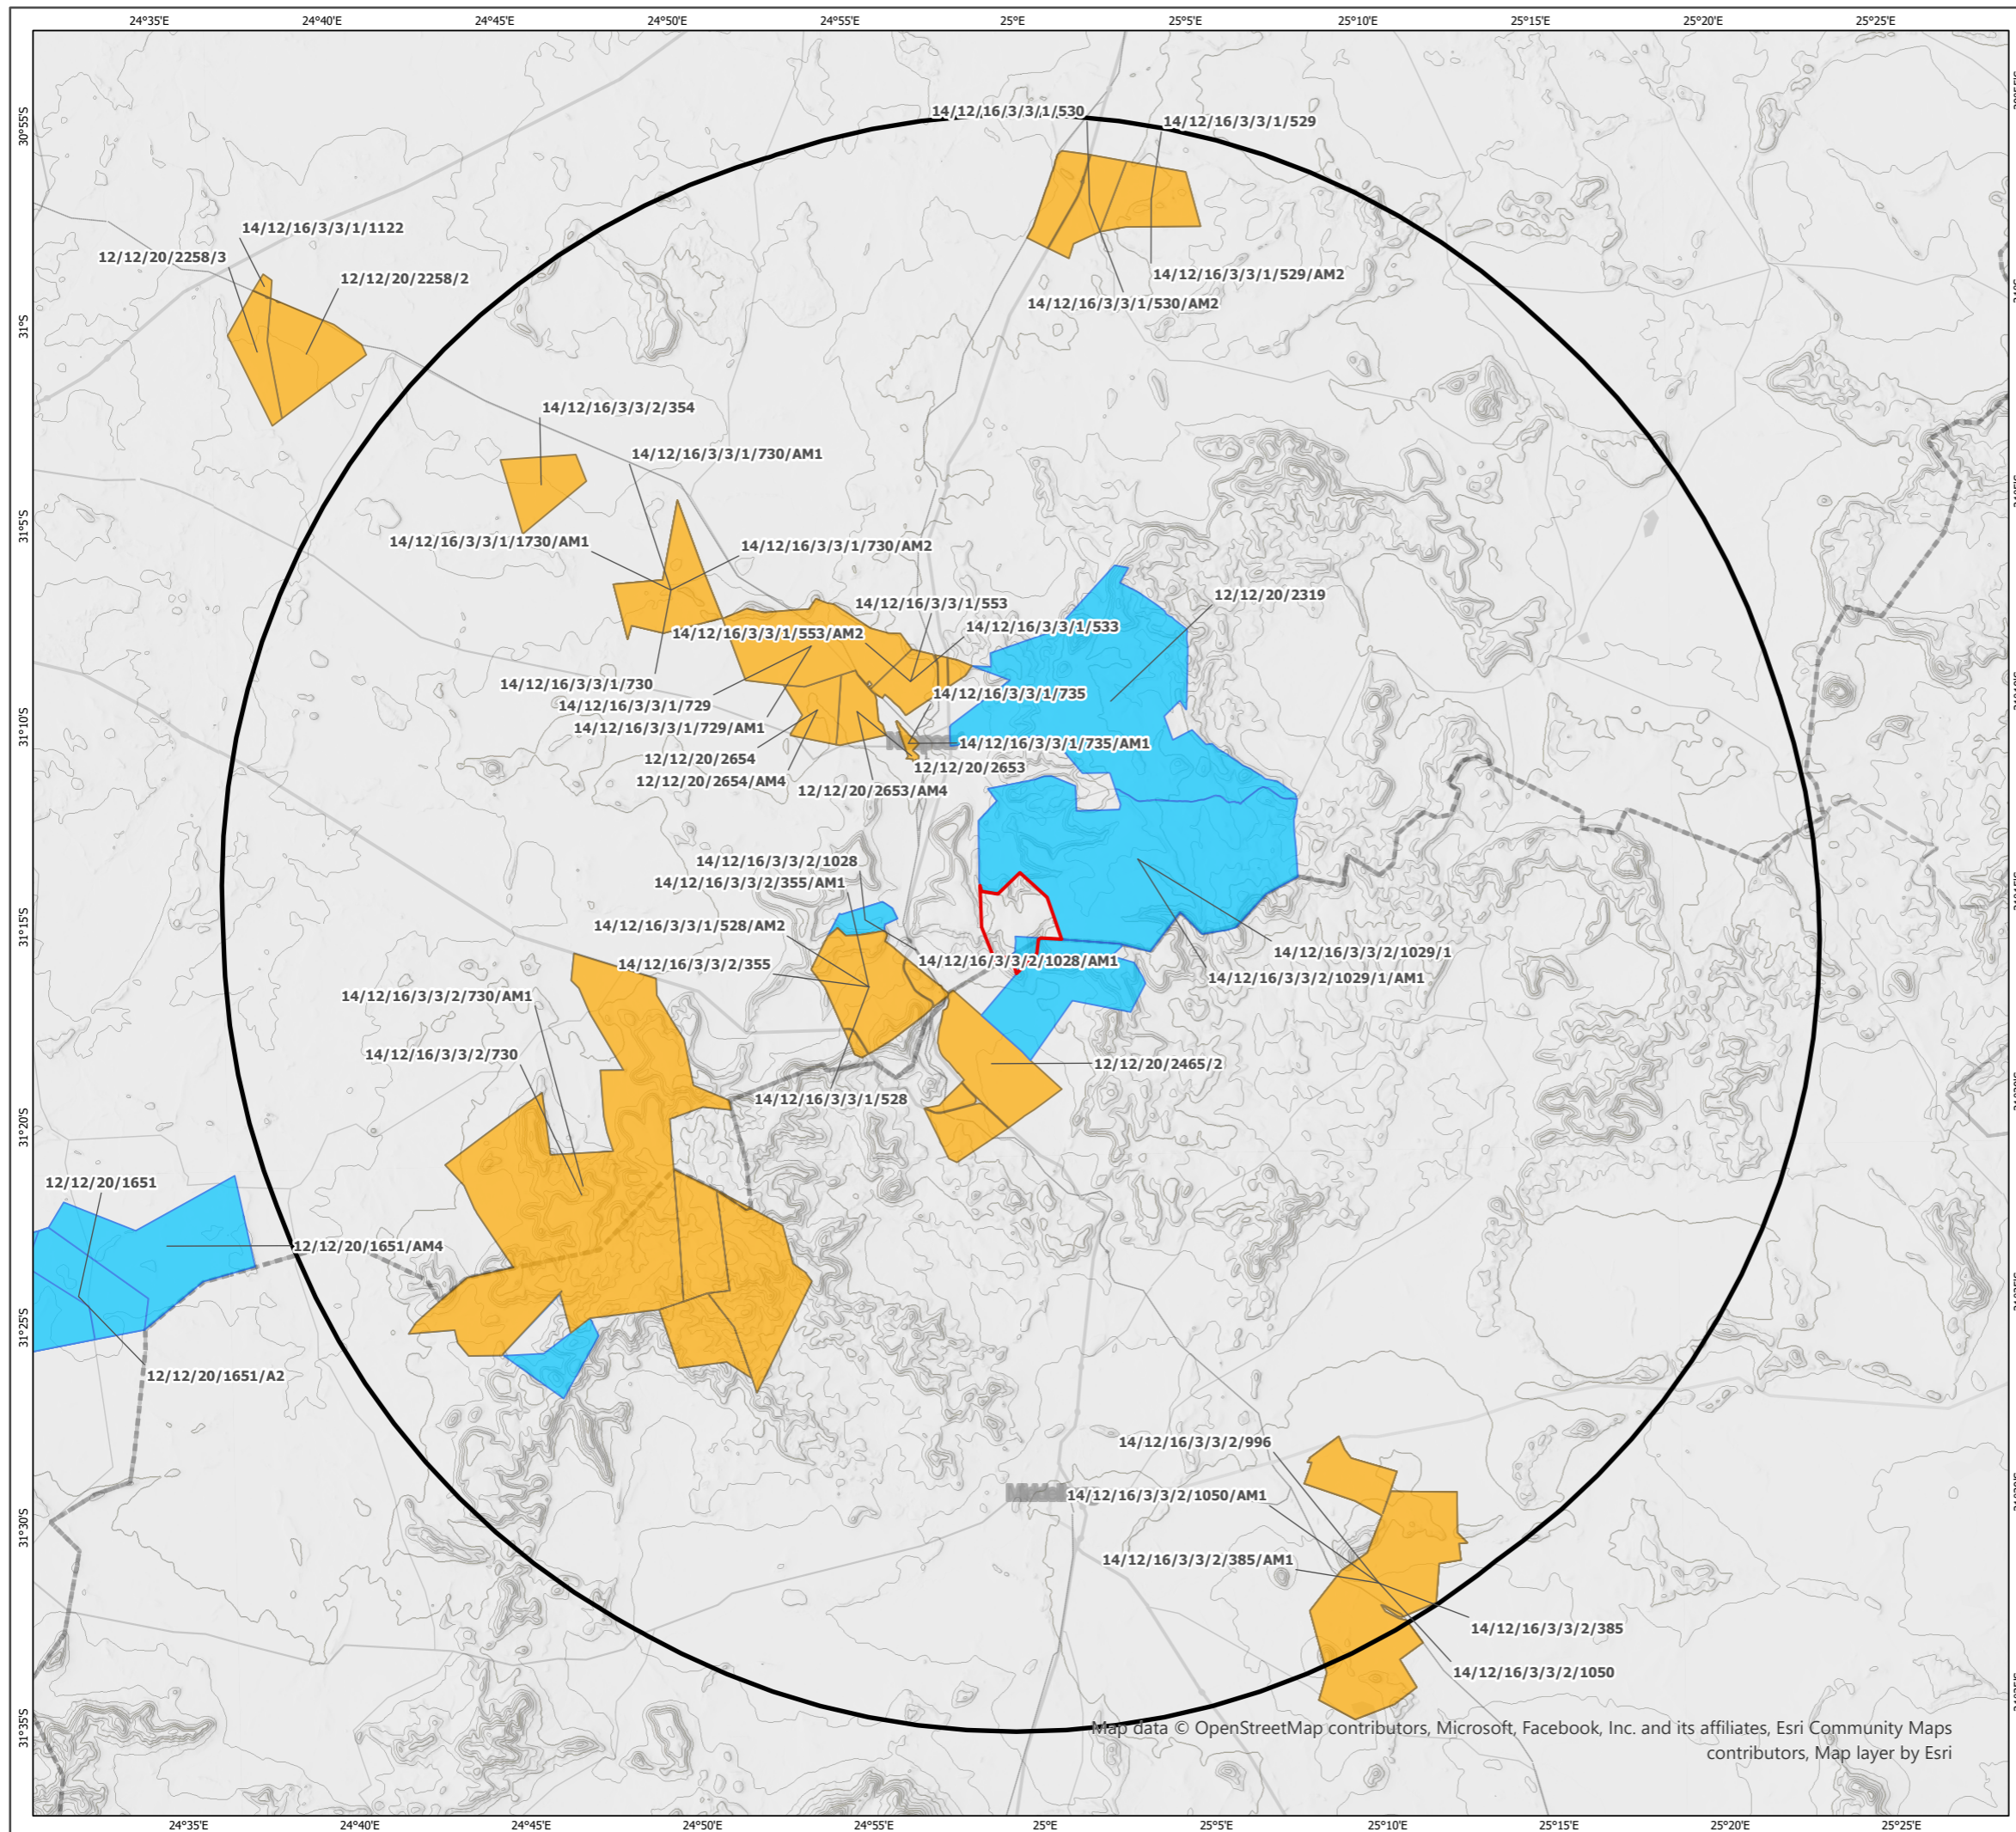 24°35'E 24°40'E 24°45'E 24°50'E 24°55'E 25°E 25°5'E 25°10'E 25°15'E 25°20'E 25°25'E
30°55'S
31°S
31°5'S
31°10'S
31°15'S
31°20'S
31°25'S
31°30'S
31°35'S
14/12/16/3/3/1/530
14/12/16/3/3/1/529
14/12/16/3/3/1/1122
12/12/20/2258/3
12/12/20/2258/2
14/12/16/3/3/1/529/AM2
14/12/16/3/3/1/530/AM2
14/12/16/3/3/2/354
14/12/16/3/3/1/730/AM1
14/12/16/3/3/1/1730/AM1
14/12/16/3/3/1/730/AM2
12/12/20/2319
14/12/16/3/3/1/553
14/12/16/3/3/1/533
14/12/16/3/3/1/553/AM2
14/12/16/3/3/1/730
14/12/16/3/3/1/735
14/12/16/3/3/1/729
14/12/16/3/3/1/729/AM1
14/12/16/3/3/1/735/AM1
12/12/20/2654
12/12/20/2653
12/12/20/2654/AM4
12/12/20/2653/AM4
14/12/16/3/3/2/1028
14/12/16/3/3/2/355/AM1
14/12/16/3/3/1/528/AM2
14/12/16/3/3/2/1029/1
14/12/16/3/3/2/1028/AM1
14/12/16/3/3/2/355
14/12/16/3/3/2/1029/1/AM1
14/12/16/3/3/2/730/AM1
14/12/16/3/3/2/730
12/12/20/2465/2
14/12/16/3/3/1/528
12/12/20/1651
12/12/20/1651/AM4
12/12/20/1651/A2
14/12/16/3/3/2/996
14/12/16/3/3/2/1050/AM1
14/12/16/3/3/2/385/AM1
14/12/16/3/3/2/385
14/12/16/3/3/2/1050
Map data © OpenStreetMap contributors, Microsoft, Facebook, Inc. and its affiliates, Esri Community Maps
contributors, Map layer by Esri
24°35'E 24°40'E 24°45'E 24°50'E 24°55'E 25°E 25°5'E 25°10'E 25°15'E 25°20'E 25°25'E